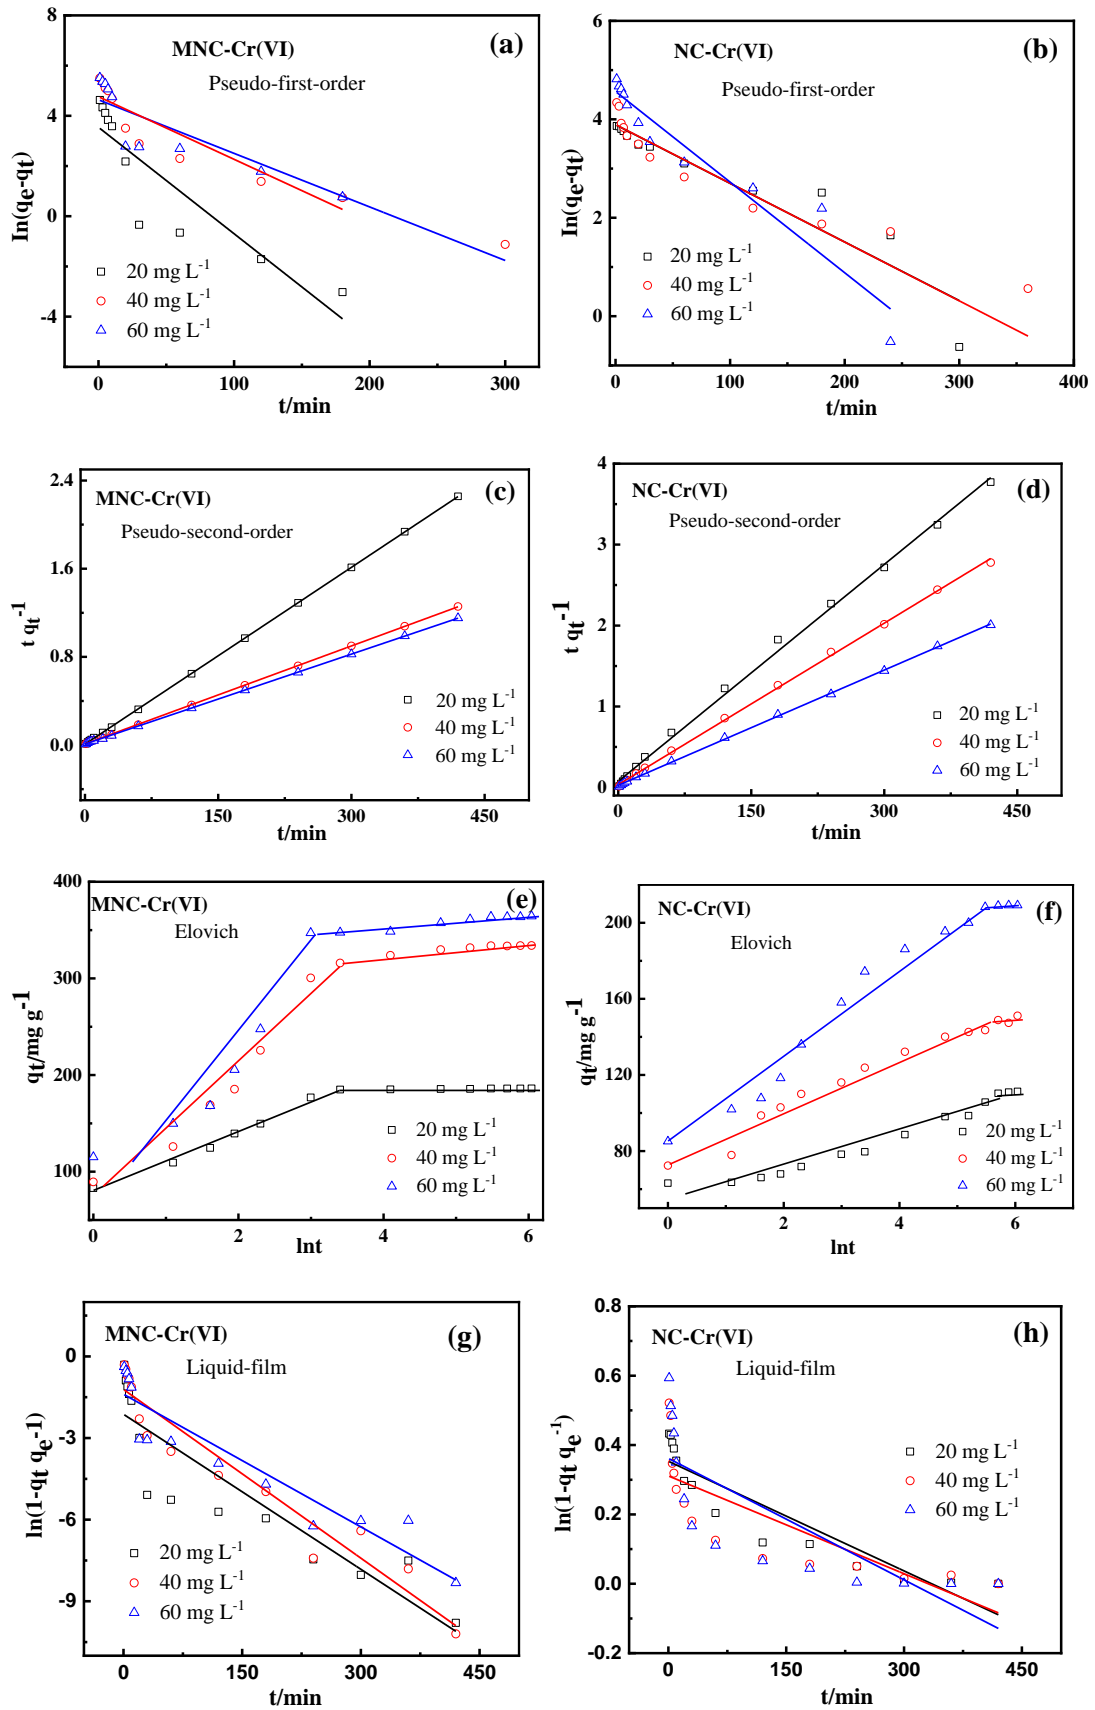 8
4
0
-4
ln(qe-qt)
MNC-Cr(VI)
(a)
Pseudo-first-order
20 mg L-1
40 mg L-1
60 mg L-1
0 100 200 300
t/min
6
4
2
0
ln(qe-qt)
NC-Cr(VI)
(b)
Pseudo-first-order
20 mg L-1
40 mg L-1
60 mg L-1
0 100 200 300 400
t/min
2.4
1.6
0.8
0.0
t qt-1
MNC-Cr(VI)
(c)
Pseudo-second-order
20 mg L-1
40 mg L-1
60 mg L-1
0 150 300 450
t/min
4
3
2
1
0
t qt-1
NC-Cr(VI)
(d)
Pseudo-second-order
20 mg L-1
40 mg L-1
60 mg L-1
0 150 300 450
t/min
400
300
200
100
qt/mg g-1
MNC-Cr(VI)
(e)
Elovich
20 mg L-1
40 mg L-1
60 mg L-1
0 2 4 6
lnt
200
160
120
80
qt/mg g-1
NC-Cr(VI)
(f)
Elovich
20 mg L-1
40 mg L-1
60 mg L-1
0 2 4 6
lnt
0
-3
-6
-9
ln(1-qt qe-1)
MNC-Cr(VI)
(g)
Liquid-film
20 mg L-1
40 mg L-1
60 mg L-1
0 150 300 450
t/min
0.8
0.6
0.4
0.2
0.0
-0.2
ln(1-qt qe-1)
NC-Cr(VI)
(h)
Liquid-film
20 mg L-1
40 mg L-1
60 mg L-1
0 150 300 450
t/min